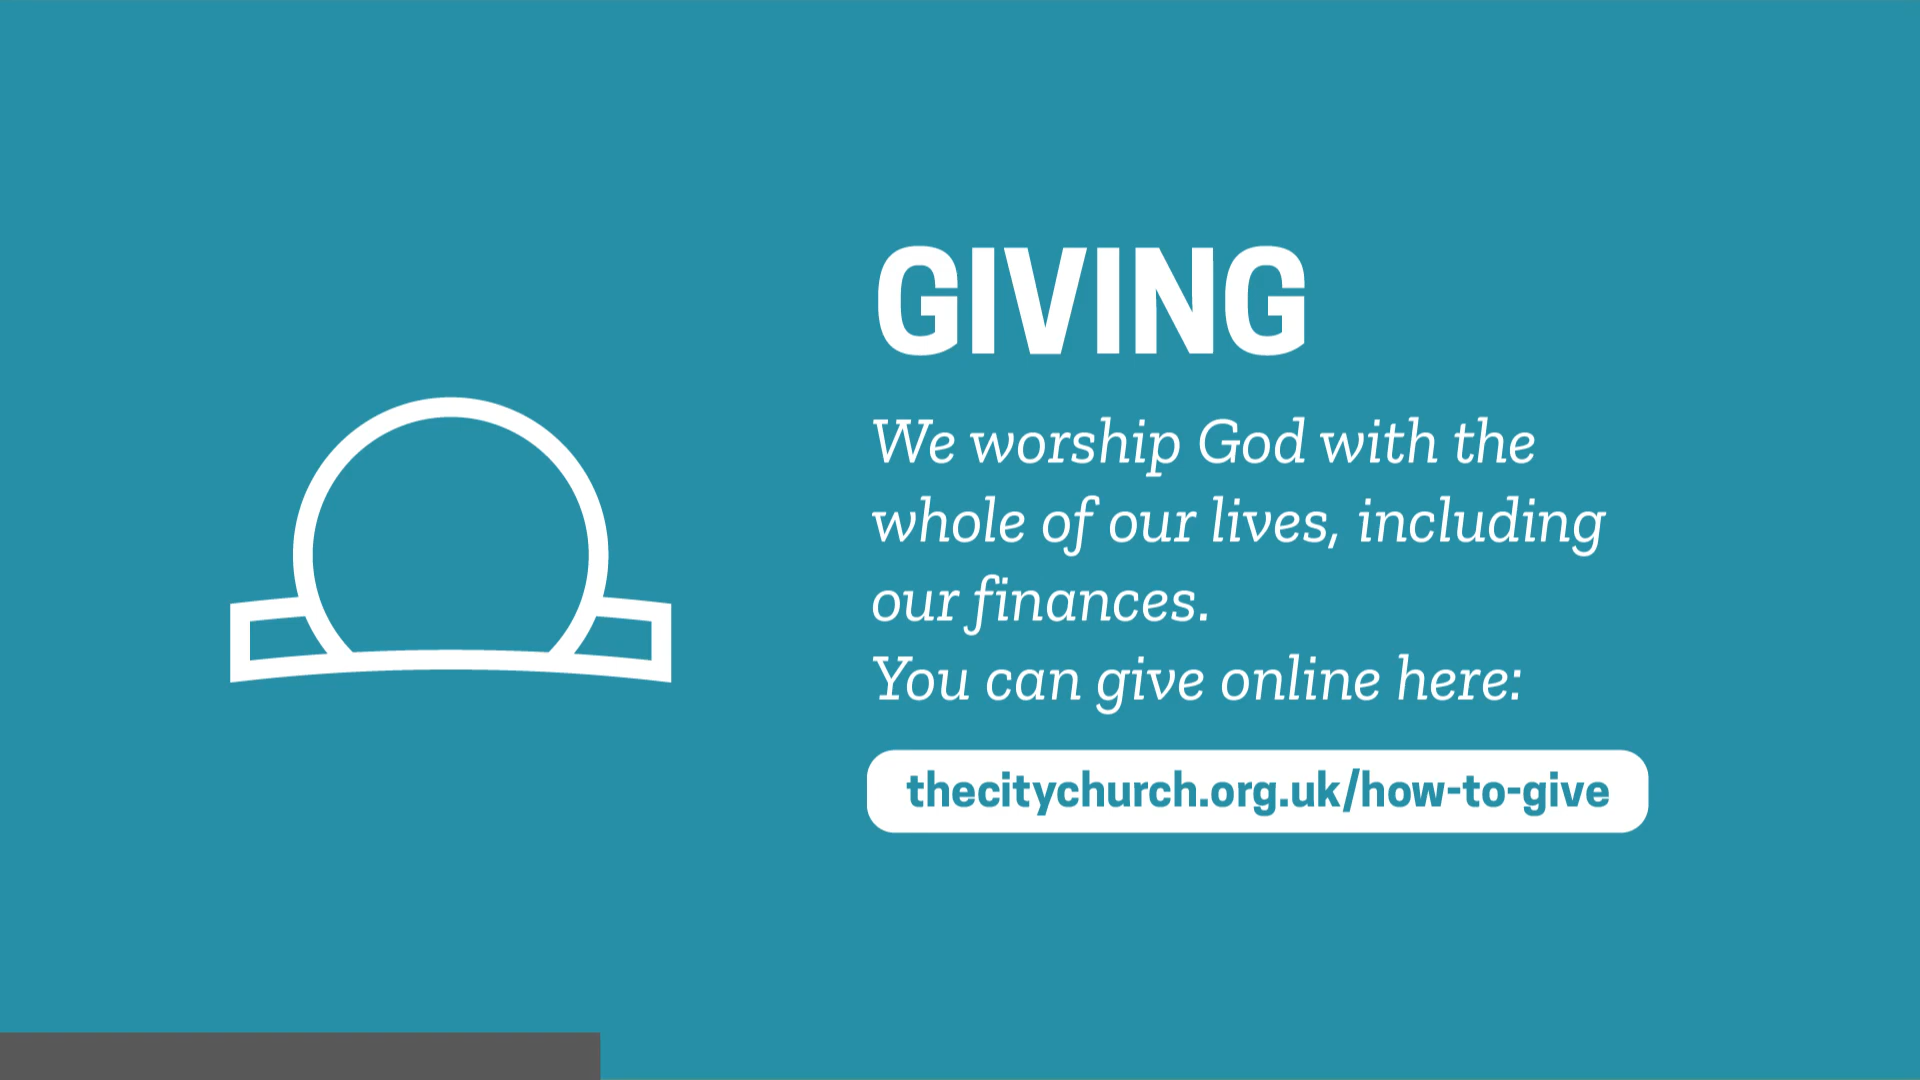 GIVING
We worship God with the
whole of our lives, including
our finances.
You can give online here:
thecitychurch.org.uk/how-to-give